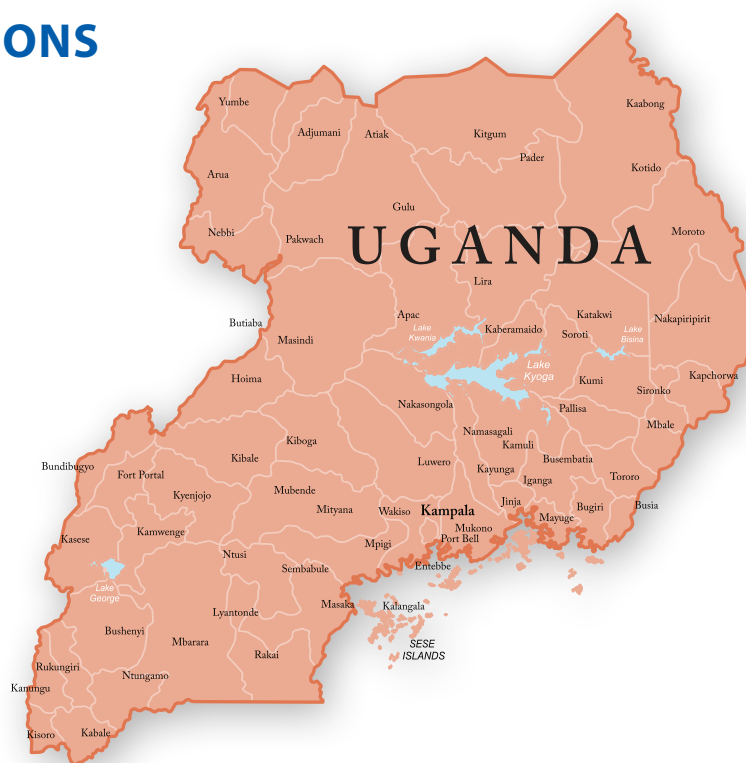 ONS
Yumbe
Kaabong
Adjumani
Atiak
Kitgum
Pader
Arua
Kotido
Gulu
Nebbi
Pakwach
UGANDA
Moroto
Lira
Butiaba
Apac
Katakwi
Nakapiripirit
Lake
Kwania
Kaberamaido
Soroti
Lake
Bisina
Masindi
Lake
Kyoga
Hoima
Kumi
Kapchorwa
Sironko
Nakasongola
Pallisa
Mbale
Namasagali
Kiboga
Kamuli
Kibale
Luwero
Busembatia
Bundibugyo
Fort Portal
Kayunga
Tororo
Iganga
Kyenjojo
Mubende
Jinja
Bugiri
Busia
Mityana
Wakiso
Kampala
Mayuge
Kasese
Kamwenge
Mukono
Port Bell
Mpigi
Ntusi
Entebbe
Sembabule
Lake
George
Masaka
Kalangala
Lyantonde
Bushenyi
Mbarara
SESE
ISLANDS
Rakai
Rukungiri
Ntungamo
Kanungu
Kisoro
Kabale